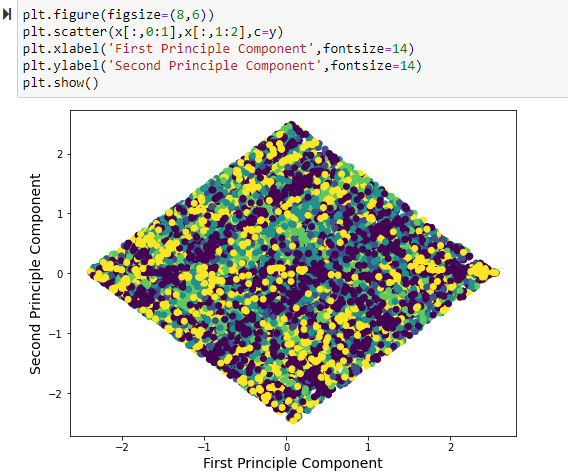 plt.figure(figsize=(8,6))
plt.scatter(x[:,0:1],x[:,1:2],c=y)
plt.xlabel('First Principle Component',fontsize=14)
plt.ylabel('Second Principle Component',fontsize=14)
plt.show()
Second Principle Component
2
1
0
−1
−2
−2
−1
0
1
2
First Principle Component